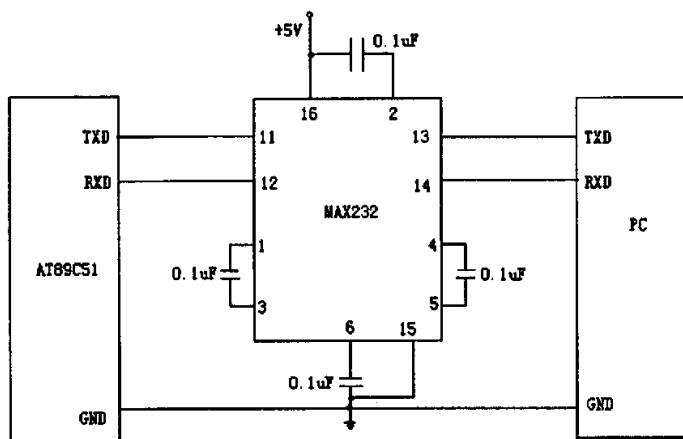 +5V
0.1uF
16 2
TXD 11 13 TXD
RXD 12 14 RXD
MAX232
PC
1 4
AT89C51 0.1uF 0.1uF
3 5
6 15
0.1uF
GND GND